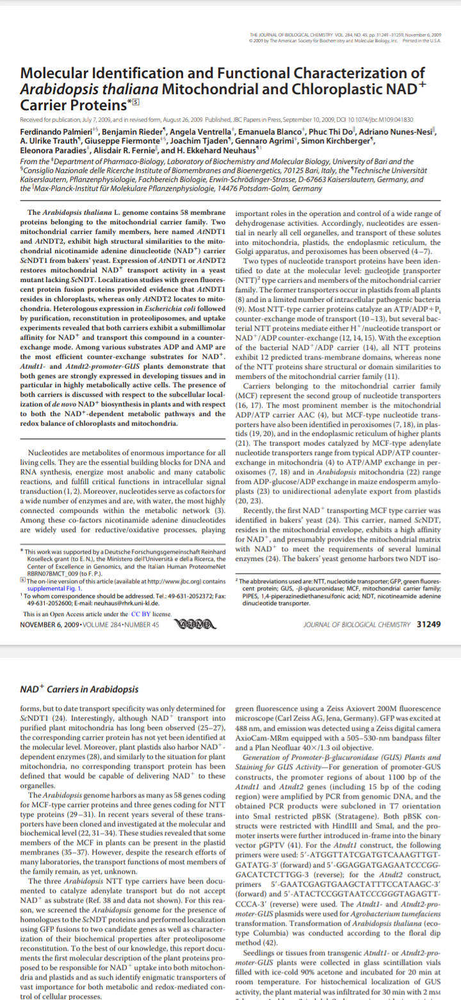 THE JOURNAL OF BIOLOGICAL CHEMISTRY VOL. 284, NO. 45, pp. 31249–31259, November 6, 2009
© 2009 by The American Society for Biochemistry and Molecular Biology, Inc. Printed in the U.S.A.
Molecular Identification and Functional Characterization of
Arabidopsis thaliana Mitochondrial and Chloroplastic NAD⁺
Carrier Proteins*[S]
Received for publication, July 7, 2009, and in revised form, August 26, 2009 Published, JBC Papers in Press, September 10, 2009, DOI 10.1074/jbc.M109.041830
Ferdinando Palmieri‡§, Benjamin Rieder¶, Angela Ventrella‡, Emanuela Blanco‡, Phuc Thi Do‖, Adriano Nunes-Nesi‖,
A. Ulrike Trauth¶, Giuseppe Fiermonte‡§, Joachim Tjaden¶, Gennaro Agrimi‡, Simon Kirchberger¶,
Eleonora Paradies‡, Alisdair R. Fernie‖, and H. Ekkehard Neuhaus¶1
From the ‡Department of Pharmaco-Biology, Laboratory of Biochemistry and Molecular Biology, University of Bari and the
§Consiglio Nazionale delle Ricerche Institute of Biomembranes and Bioenergetics, 70125 Bari, Italy, the ¶Technische Universität
Kaiserslautern, Pflanzenphysiologie, Fachbereich Biologie, Erwin-Schrödinger-Strasse, D-67663 Kaiserslautern, Germany, and
the ‖Max-Planck-Institut für Molekulare Pflanzenphysiologie, 14476 Potsdam-Golm, Germany
The Arabidopsis thaliana L. genome contains 58 membrane
proteins belonging to the mitochondrial carrier family. Two
mitochondrial carrier family members, here named AtNDT1
and AtNDT2, exhibit high structural similarities to the mito-
chondrial nicotinamide adenine dinucleotide (NAD⁺) carrier
ScNDT1 from bakers' yeast. Expression of AtNDT1 or AtNDT2
restores mitochondrial NAD⁺ transport activity in a yeast
mutant lacking ScNDT. Localization studies with green fluores-
cent protein fusion proteins provided evidence that AtNDT1
resides in chloroplasts, whereas only AtNDT2 locates to mito-
chondria. Heterologous expression in Escherichia coli followed
by purification, reconstitution in proteoliposomes, and uptake
experiments revealed that both carriers exhibit a submillimolar
affinity for NAD⁺ and transport this compound in a counter-
exchange mode. Among various substrates ADP and AMP are
the most efficient counter-exchange substrates for NAD⁺.
Atndt1- and Atndt2-promoter-GUS plants demonstrate that
both genes are strongly expressed in developing tissues and in
particular in highly metabolically active cells. The presence of
both carriers is discussed with respect to the subcellular local-
ization of de novo NAD⁺ biosynthesis in plants and with respect
to both the NAD⁺-dependent metabolic pathways and the
redox balance of chloroplasts and mitochondria.
Nucleotides are metabolites of enormous importance for all
living cells. They are the essential building blocks for DNA and
RNA synthesis, energize most anabolic and many catabolic
reactions, and fulfill critical functions in intracellular signal
transduction (1, 2). Moreover, nucleotides serve as cofactors for
a wide number of enzymes and are, with water, the most highly
connected compounds within the metabolic network (3).
Among these co-factors nicotinamide adenine dinucleotides
are widely used for reductive/oxidative processes, playing
* This work was supported by a Deutsche Forschungsgemeinschaft Reinhard
Koselleck grant (to E. N.), the Ministero dell'Università e della Ricerca, the
Center of Excellence in Genomics, and the Italian Human ProteomeNet
RBRN07BMCT_009 (to F. P.).
[S] The on-line version of this article (available at http://www.jbc.org) contains
supplemental Fig. 1.
1 To whom correspondence should be addressed. Tel.: 49-631-2052372; Fax:
49-631-2052600; E-mail: neuhaus@rhrk.uni-kl.de.
This is an Open Access article under the CC BY license.
NOVEMBER 6, 2009•VOLUME 284•NUMBER 45
ASBMB
important roles in the operation and control of a wide range of
dehydrogenase activities. Accordingly, nucleotides are essen-
tial in nearly all cell organelles, and transport of these solutes
into mitochondria, plastids, the endoplasmic reticulum, the
Golgi apparatus, and peroxisomes has been observed (4–7).
Two types of nucleotide transport proteins have been iden-
tified to date at the molecular level: nucleotide transporter
(NTT)² type carriers and members of the mitochondrial carrier
family. The former transporters occur in plastids from all plants
(8) and in a limited number of intracellular pathogenic bacteria
(9). Most NTT-type carrier proteins catalyze an ATP/ADP+Pᵢ
counter-exchange mode of transport (10–13), but several bac-
terial NTT proteins mediate either H⁺/nucleotide transport or
NAD⁺/ADP counter-exchange (12, 14, 15). With the exception
of the bacterial NAD⁺/ADP carrier (14), all NTT proteins
exhibit 12 predicted trans-membrane domains, whereas none
of the NTT proteins share structural or domain similarities to
members of the mitochondrial carrier family (11).
Carriers belonging to the mitochondrial carrier family
(MCF) represent the second group of nucleotide transporters
(16, 17). The most prominent member is the mitochondrial
ADP/ATP carrier AAC (4), but MCF-type nucleotide trans-
porters have also been identified in peroxisomes (7, 18), in plas-
tids (19, 20), and in the endoplasmic reticulum of higher plants
(21). The transport modes catalyzed by MCF-type adenylate
nucleotide transporters range from typical ADP/ATP counter-
exchange in mitochondria (4) to ATP/AMP exchange in per-
oxisomes (7, 18) and in Arabidopsis mitochondria (22) range
from ADP-glucose/ADP exchange in maize endosperm amylo-
plasts (23) to unidirectional adenylate export from plastids
(20, 23).
Recently, the first NAD⁺ transporting MCF type carrier was
identified in bakers' yeast (24). This carrier, named ScNDT,
resides in the mitochondrial envelope, exhibits a high affinity
for NAD⁺, and presumably provides the mitochondrial matrix
with NAD⁺ to meet the requirements of several luminal
enzymes (24). The bakers' yeast genome harbors two NDT iso-
² The abbreviations used are: NTT, nucleotide transporter; GFP, green fluores-
cent protein; GUS, -β-glucuronidase; MCF, mitochondrial carrier family;
PIPES, 1,4-piperazinediethanesulfonic acid; NDT, nicotineamide adenine
dinucleotide transporter.
JOURNAL OF BIOLOGICAL CHEMISTRY 31249
NAD⁺ Carriers in Arabidopsis
forms, but to date transport specificity was only determined for
ScNDT1 (24). Interestingly, although NAD⁺ transport into
purified plant mitochondria has long been observed (25–27),
the corresponding carrier protein has not yet been identified at
the molecular level. Moreover, plant plastids also harbor NAD⁺-
dependent enzymes (28), and similarly to the situation for plant
mitochondria, no corresponding transport protein has been
defined that would be capable of delivering NAD⁺ to these
organelles.
The Arabidopsis genome harbors as many as 58 genes coding
for MCF-type carrier proteins and three genes coding for NTT
type proteins (29–31). In recent years several of these trans-
porters have been cloned and investigated at the molecular and
biochemical level (22, 31–34). These studies revealed that some
members of the MCF in plants can be present in the plastid
membranes (35–37). However, despite the research efforts of
many laboratories, the transport functions of most members of
the family remain, as yet, unknown.
The three Arabidopsis NTT type carriers have been docu-
mented to catalyze adenylate transport but do not accept
NAD⁺ as substrate (Ref. 38 and data not shown). For this rea-
son, we screened the Arabidopsis genome for the presence of
homologues to the ScNDT proteins and performed localization
using GFP fusions to two candidate genes as well as character-
ization of their biochemical properties after proteoliposome
reconstitution. To the best of our knowledge, this report docu-
ments the first molecular description of the plant proteins pro-
posed to be responsible for NAD⁺ uptake into both mitochon-
dria and plastids and as such identify enigmatic transporters of
vast importance for both metabolic and redox-mediated con-
trol of cellular processes.
green fluorescence using a Zeiss Axiovert 200M fluorescence
microscope (Carl Zeiss AG, Jena, Germany). GFP was excited at
488 nm, and emission was detected using a Zeiss digital camera
AxioCam-MRm equipped with a 505–530-nm bandpass filter
and a Plan Neofluar 40×/1.3 oil objective.
Generation of Promoter-β-glucuronidase (GUS) Plants and
Staining for GUS Activity—For generation of promoter-GUS
constructs, the promoter regions of about 1100 bp of the
Atndt1 and Atndt2 genes (including 15 bp of the coding
region) were amplified by PCR from genomic DNA, and the
obtained PCR products were subcloned in T7 orientation
into SmaI restricted pBSK (Stratagene). Both pBSK con-
structs were restricted with HindIII and SmaI, and the pro-
moter inserts were further introduced in-frame into the binary
vector pGPTV (41). For the Atndt1 construct, the following
primers were used: 5′-ATGGTTATCGATGTCAAAGTTGT-
GATATG-3′ (forward) and 5′-GGAGGATGAGAATCCCGGG-
GACATCTCTTGG-3 (reverse); for the Atndt2 construct,
primers 5′-GAATCGAGTGAAGCTATTTCCATAAGC-3′
(forward) and 5′-ATACTCCGGTAATCCCGGGTAGAGTT-
CCCA-3′ (reverse) were used. The Atndt1- and Atndt2-pro-
moter-GUS plasmids were used for Agrobacterium tumefaciens
transformation. Transformation of Arabidopsis thaliana (eco-
type Columbia) was conducted according to the floral dip
method (42).
Seedlings or tissues from transgenic Atndt1- or Atndt2-pro-
moter-GUS plants were collected in glass scintillation vials
filled with ice-cold 90% acetone and incubated for 20 min at
room temperature. For histochemical localization of GUS
activity, the plant material was infiltrated for 30 min with 2 mM